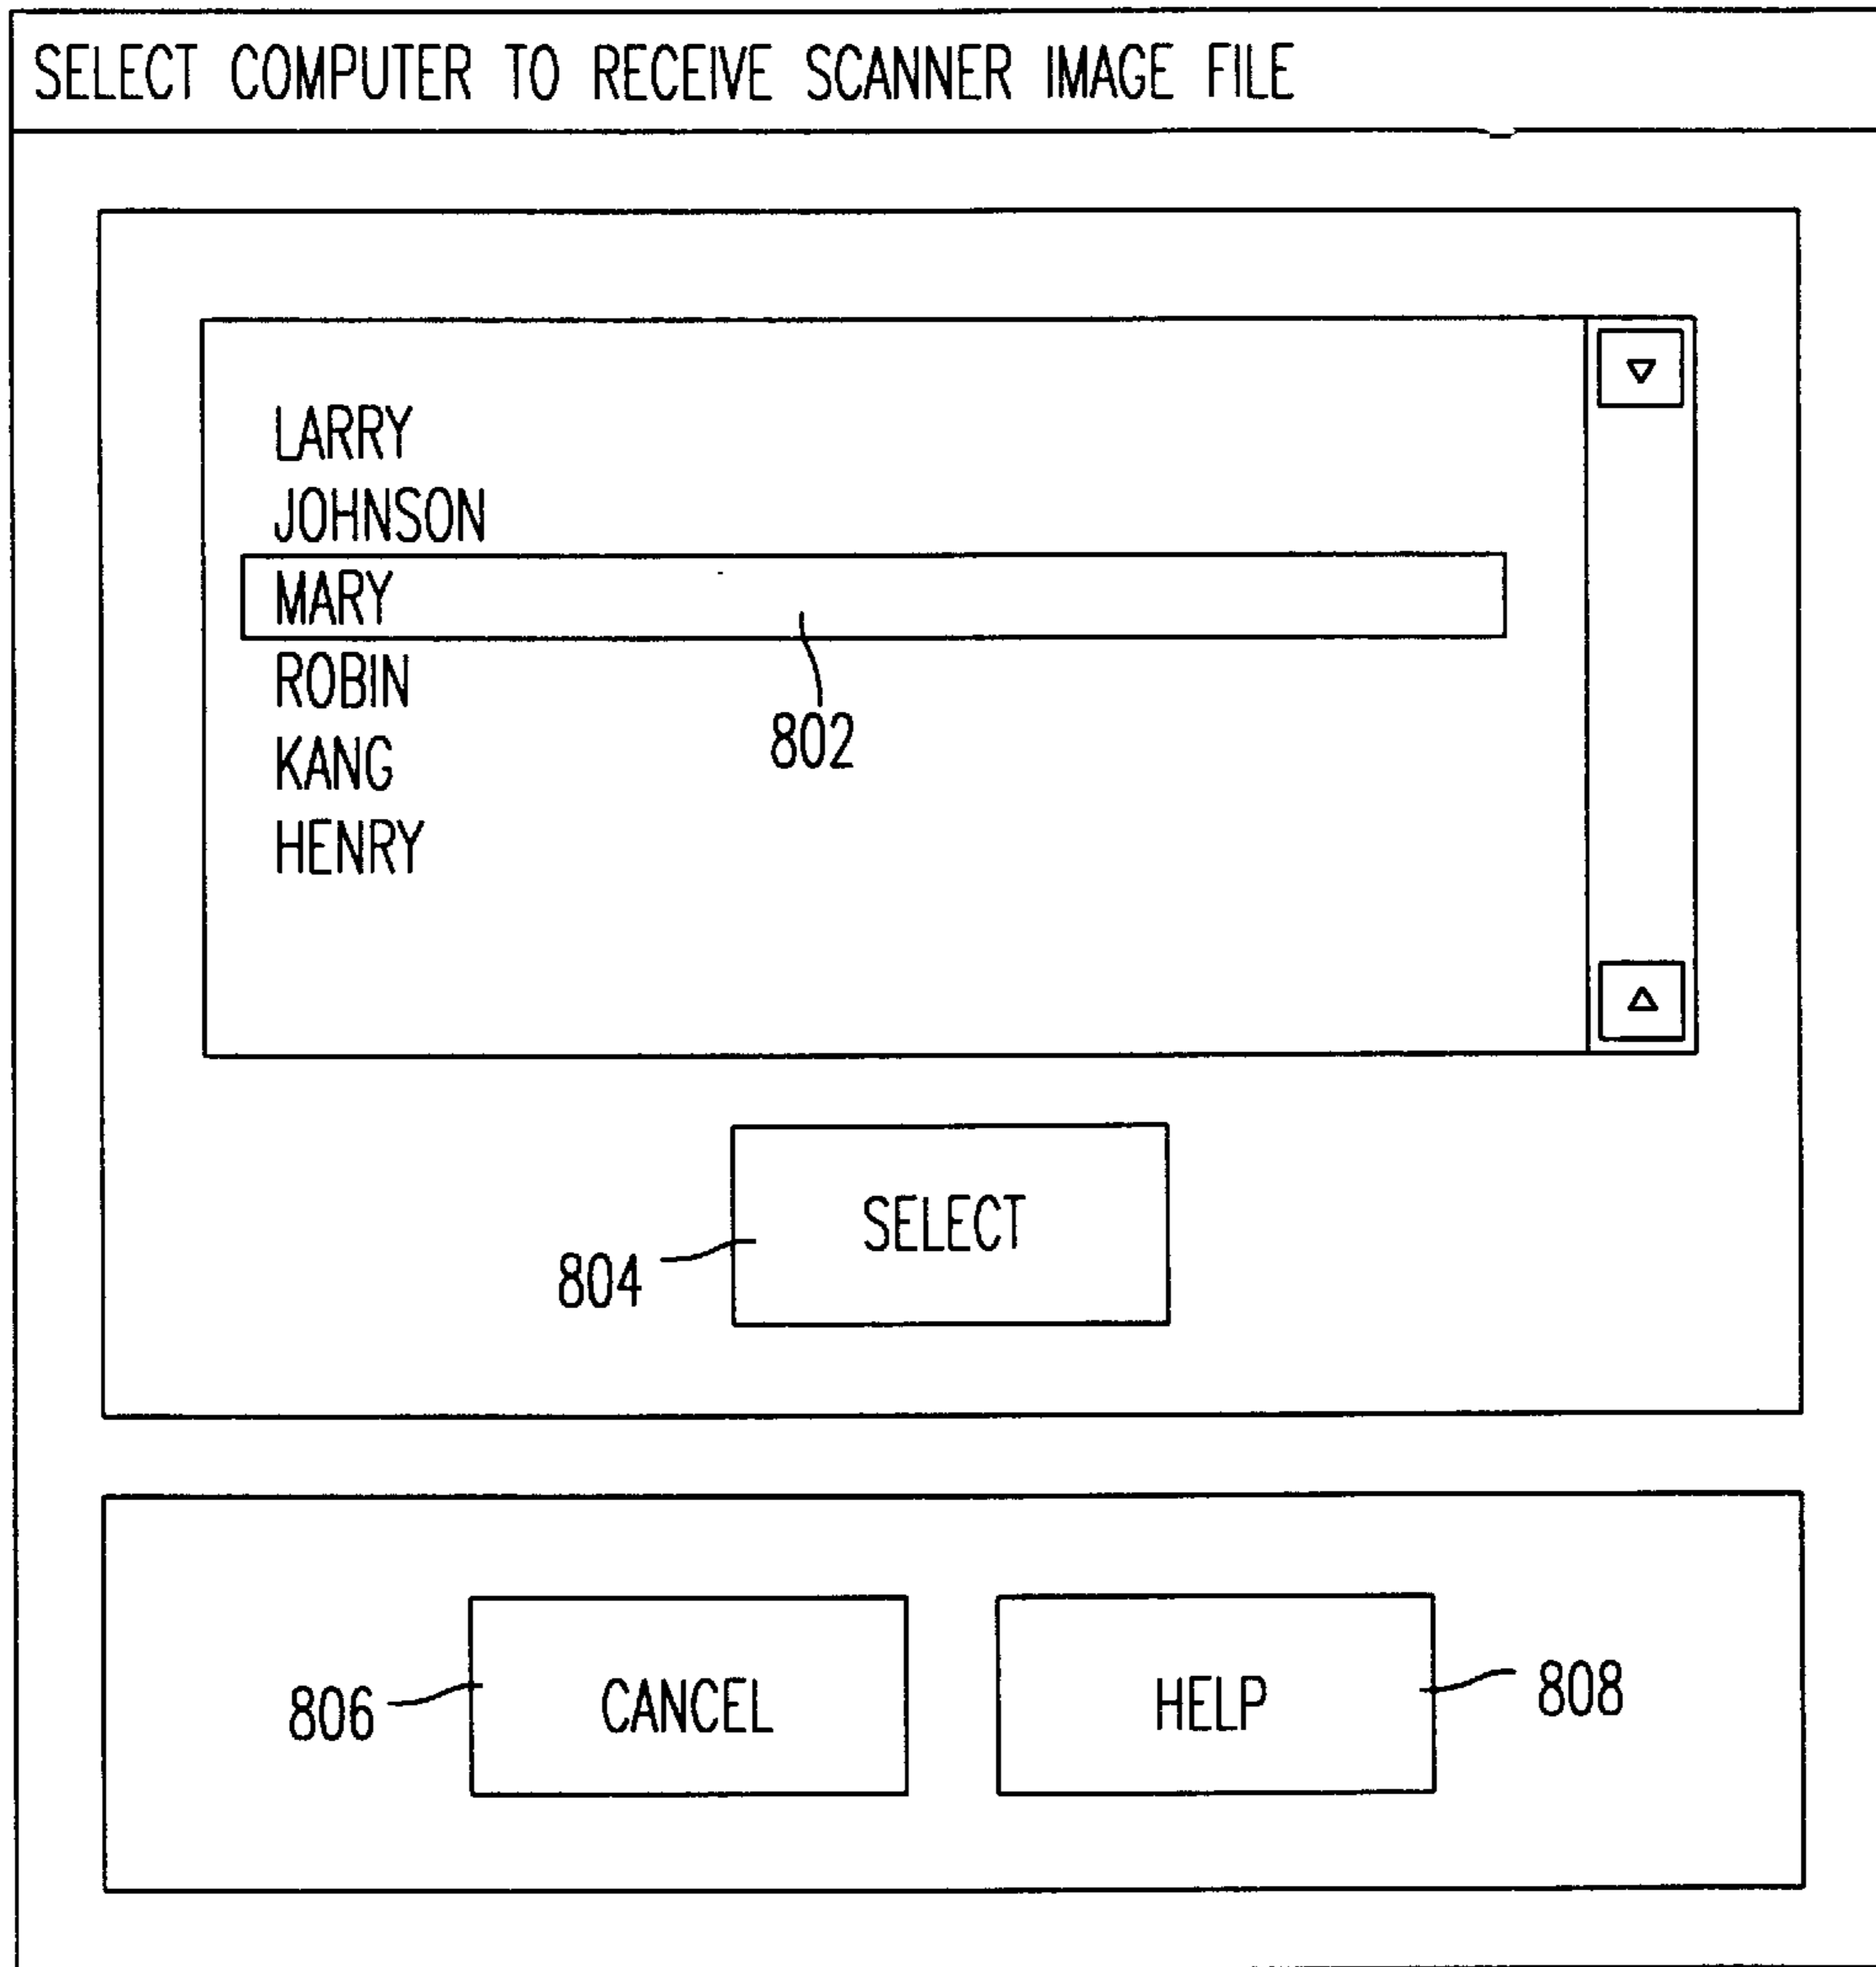 SELECT COMPUTER TO RECEIVE SCANNER IMAGE FILE
LARRY
JOHNSON
MARY
ROBIN
802
KANG
HENRY
SELECT
804
806
CANCEL
HELP
808